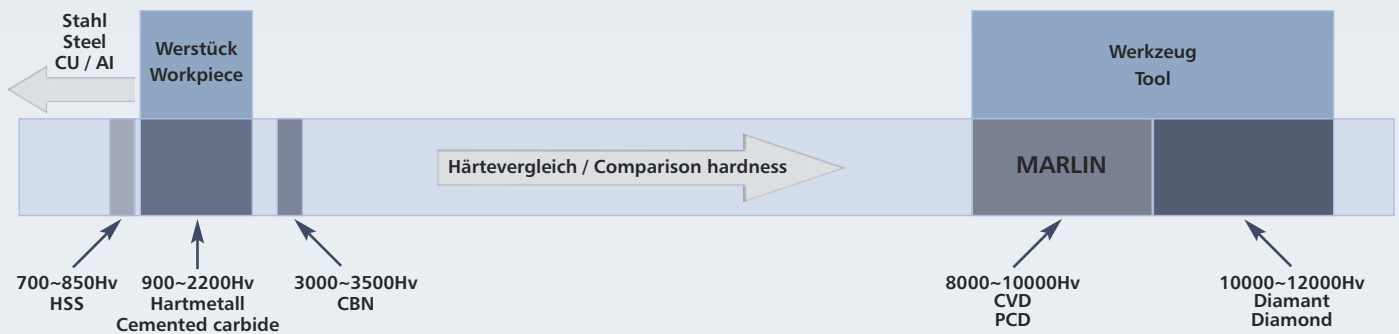 Stahl
Steel
CU / Al
Werstück
Workpiece
Werkzeug
Tool
Härtevergleich / Comparison hardness
MARLIN
700~850Hv
HSS
900~2200Hv
Hartmetall
Cemented carbide
3000~3500Hv
CBN
8000~10000Hv
CVD
PCD
10000~12000Hv
Diamant
Diamond